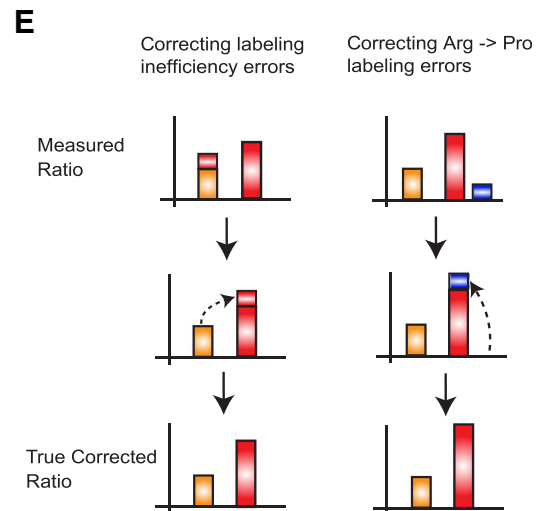 E
Correcting labeling
inefficiency errors
Correcting Arg -> Pro
labeling errors
Measured
Ratio
True Corrected
Ratio